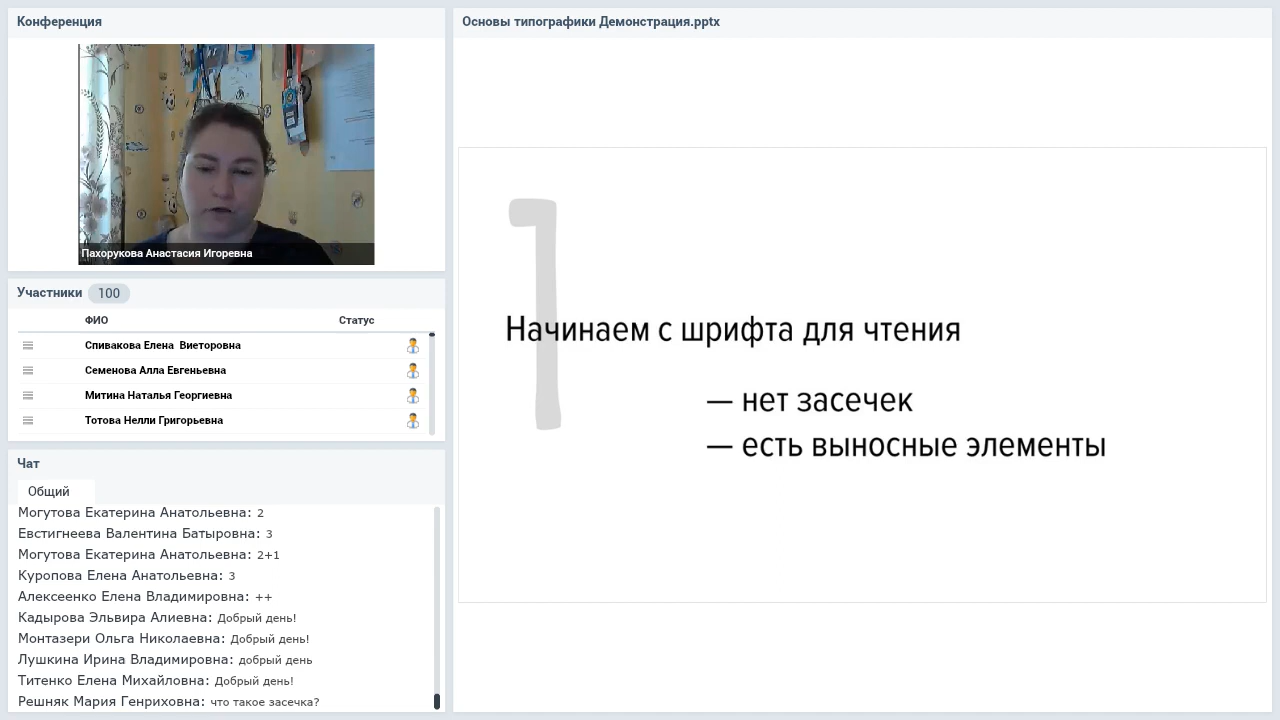 Конференция
Пахорукова Анастасия Игоревна
Участники 100
ФИО Статус
Спивакова Елена Виеторовна
Семенова Алла Евгеньевна
Митина Наталья Георгиевна
Тотова Нелли Григорьевна
Чат
Общий
Могутова Екатерина Анатольевна: 2
Евстигнеева Валентина Батыровна: 3
Могутова Екатерина Анатольевна: 2+1
Куропова Елена Анатольевна: 3
Алексеенко Елена Владимировна: ++
Кадырова Эльвира Алиевна: Добрый день!
Монтазери Ольга Николаевна: Добрый день!
Лушкина Ирина Владимировна: добрый день
Титенко Елена Михайловна: Добрый день!
Решняк Мария Генриховна: что такое засечка?
Основы типографики Демонстрация.pptx
1
Начинаем с шрифта для чтения
— нет засечек
— есть выносные элементы